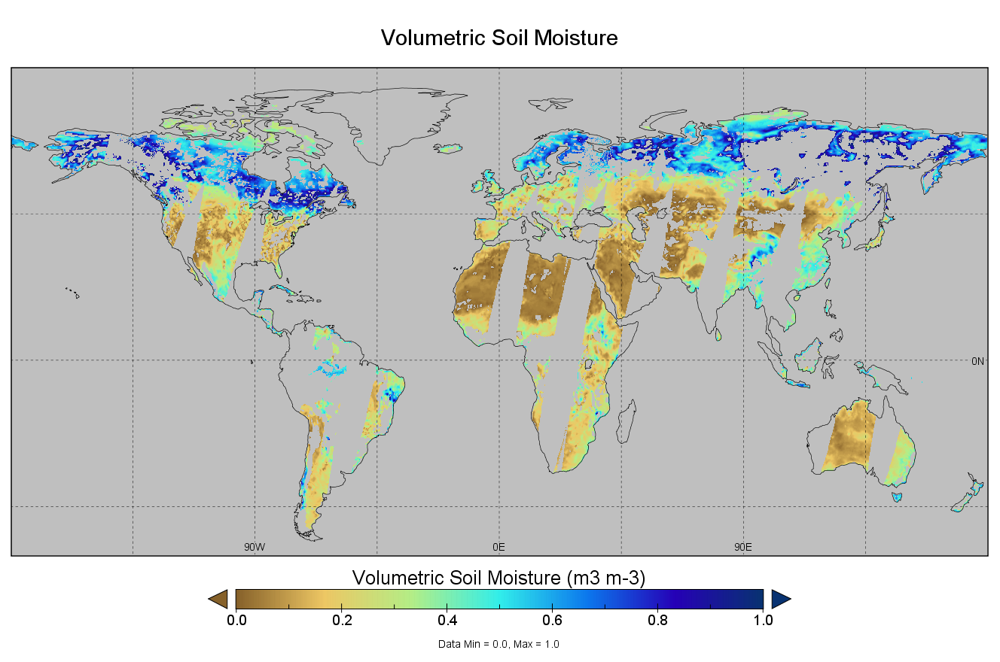 Volumetric Soil Moisture
0N
90W 0E 90E
Volumetric Soil Moisture (m3 m-3)
0.0 0.2 0.4 0.6 0.8 1.0
Data Min = 0.0, Max = 1.0